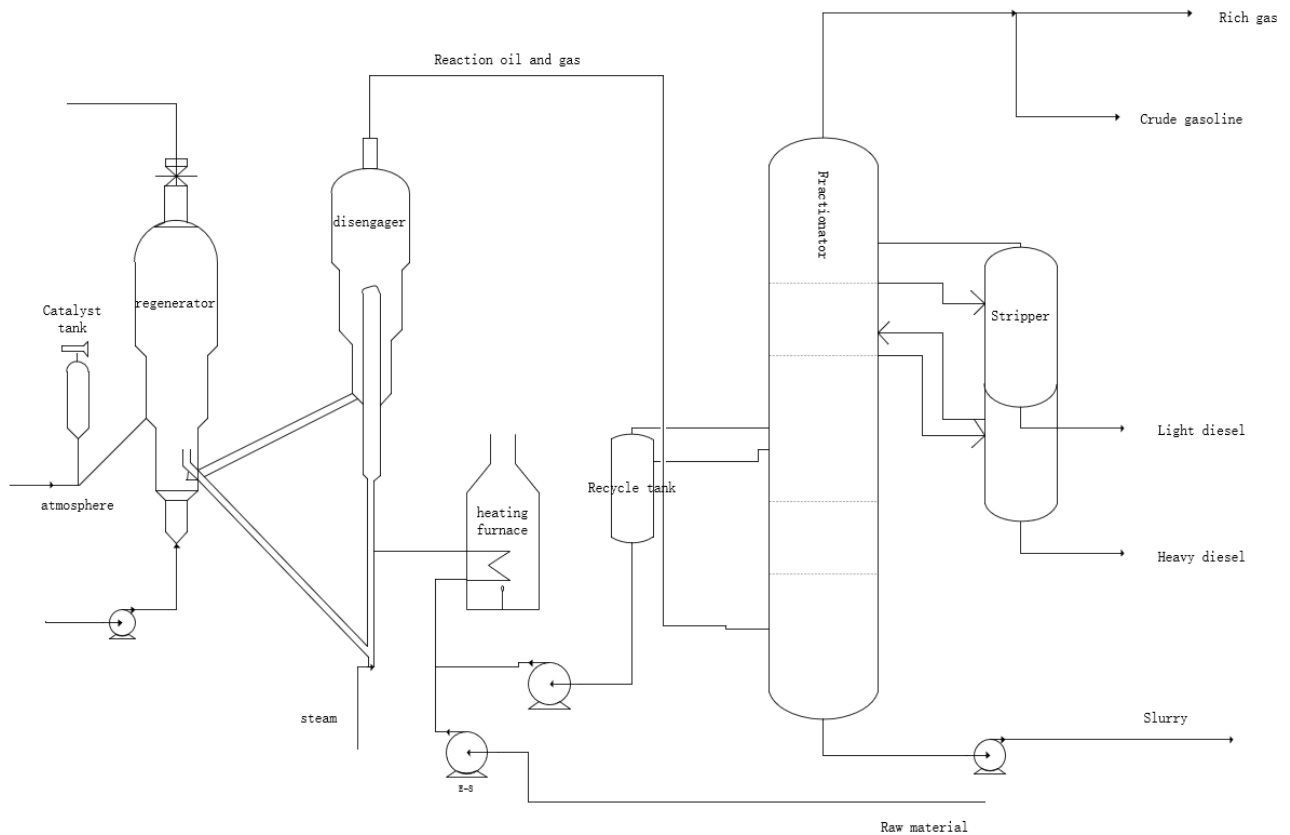 Rich gas
Reaction oil and gas
Crude gasoline
Fractionator
disengager
regenerator
Catalyst
tank
Stripper
Light diesel
Recycle tank
atmosphere
heating
furnace
Heavy diesel
steam
Slurry
E-8
Raw material